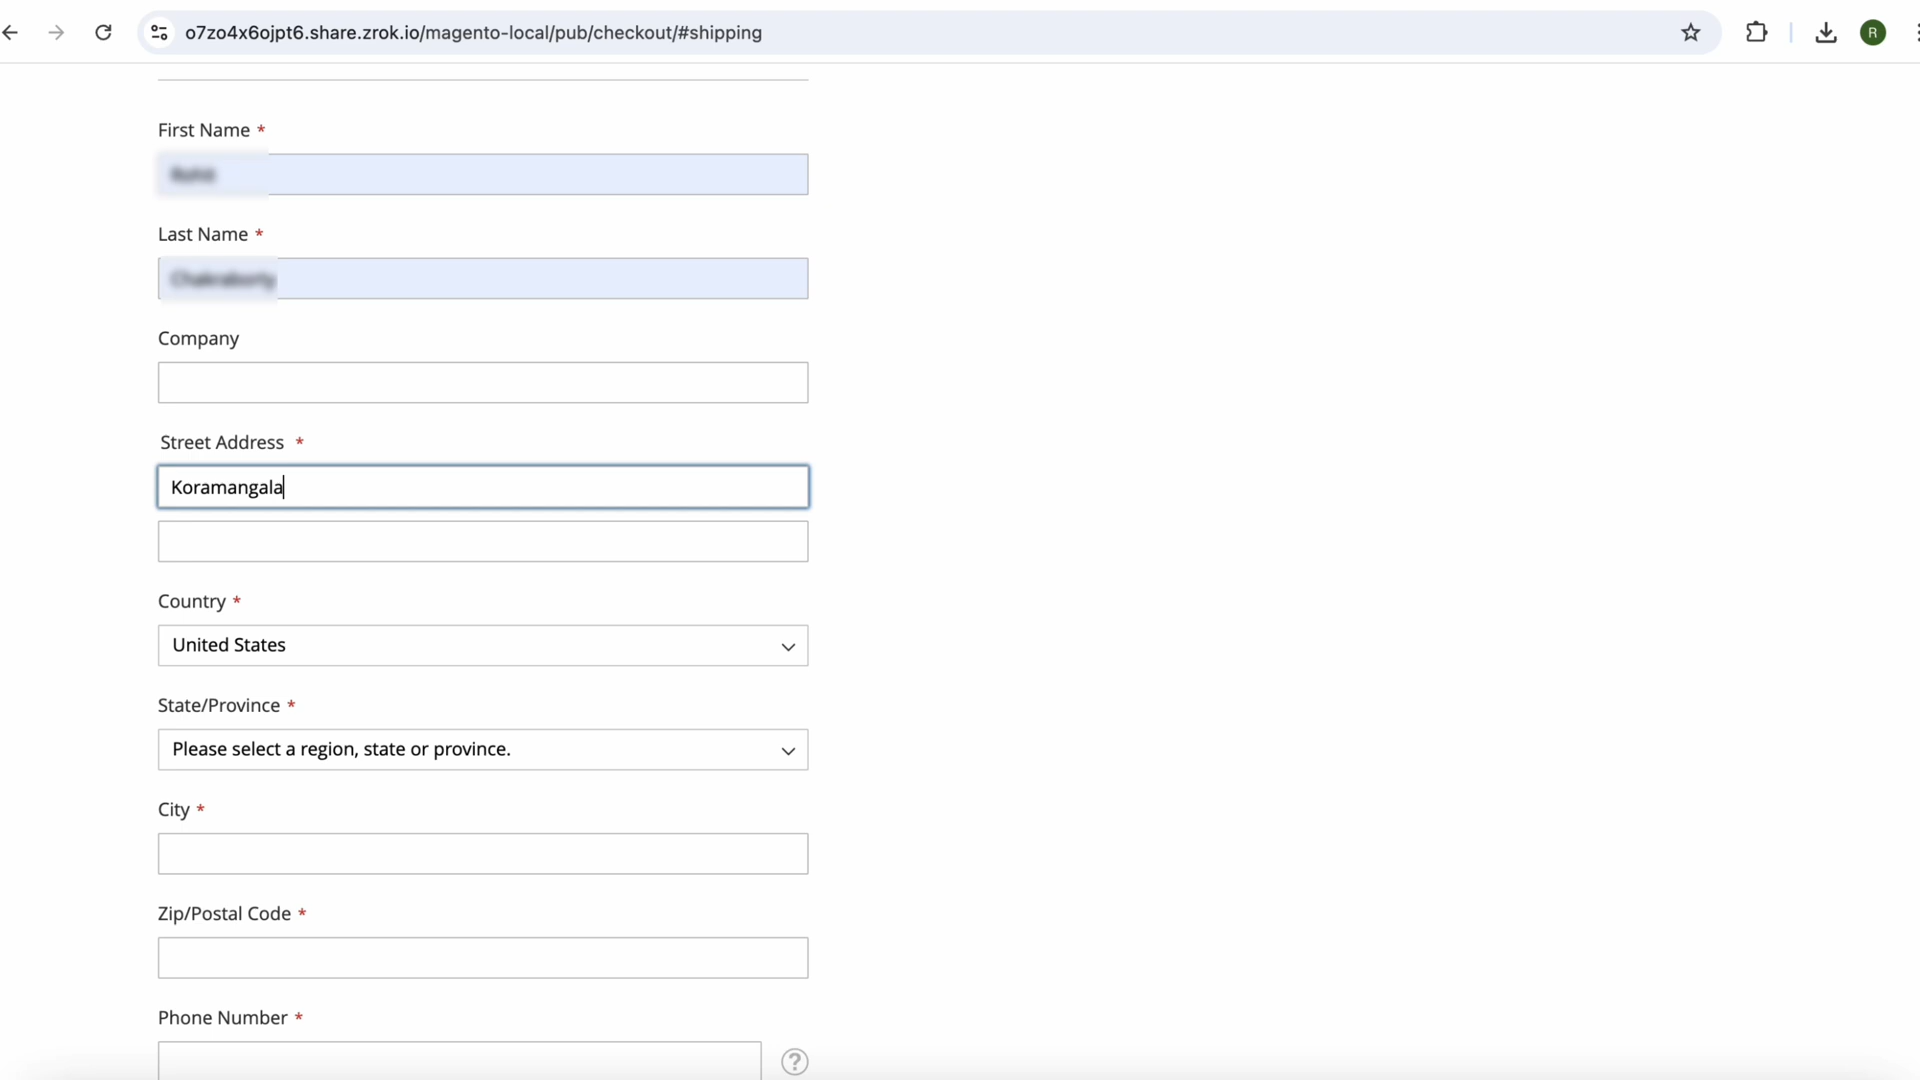 o7zo4x6ojpt6.share.zrok.io/magento-local/pub/checkout/#shipping
R
First Name *
Last Name *
Company
Street Address *
Koramangala
Country *
United States
State/Province *
Please select a region, state or province.
City *
Zip/Postal Code *
Phone Number *
?